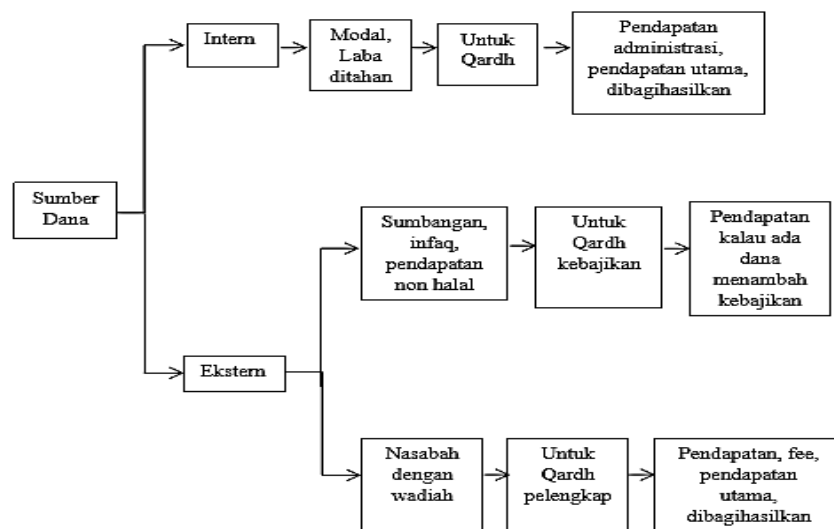 Intern
Modal,
Laba
ditahan
Untuk
Qardh
Pendapatan
administrasi,
pendapatan utama,
dibagihasilkan
Sumber
Dana
Sumbangan,
infaq,
pendapatan
non halal
Untuk
Qardh
kebajikan
Pendapatan
kalau ada
dana
menambah
kebajikan
Ekstern
Nasabah
dengan
wadiah
Untuk
Qardh
pelengkap
Pendapatan, fee,
pendapatan
utama,
dibagihasilkan